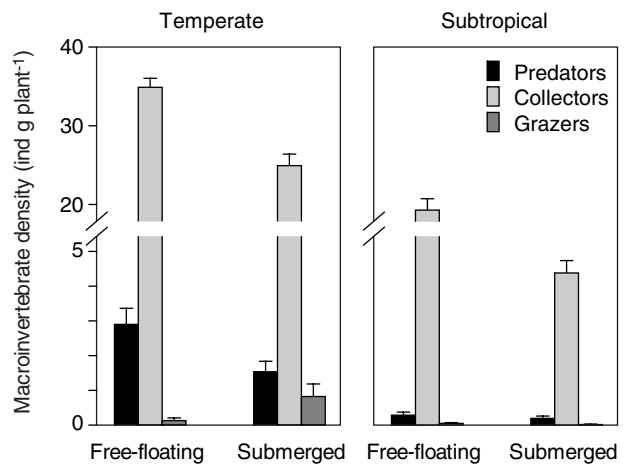 Temperate
Subtropical
Macroinvertebrate density (ind g plant-1)
40
30
20
5
0
Predators
Collectors
Grazers
Free-floating
Submerged
Free-floating
Submerged